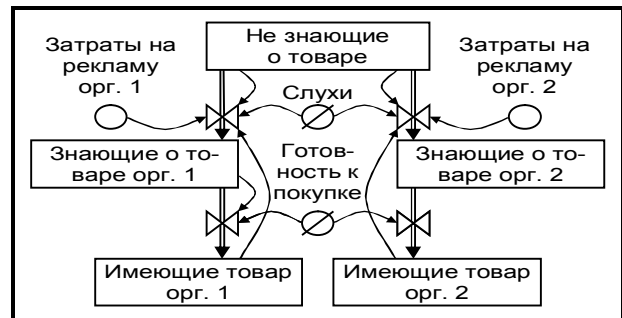 Затраты на
рекламу
орг. 1
Не знающие
о товаре
Затраты на
рекламу
орг. 2
Слухи
Знающие о то-
варе орг. 1
Готов-
ность к
покупке
Знающие о то-
варе орг. 2
Имеющие товар
орг. 1
Имеющие товар
орг. 2